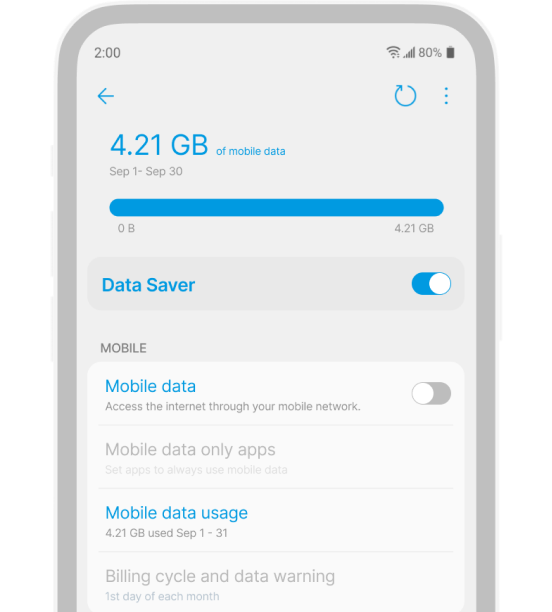 2:00
80%
4.21 GB of mobile data
Sep 1- Sep 30
0 B 4.21 GB
Data Saver
MOBILE
Mobile data
Access the internet through your mobile network.
Mobile data only apps
Set apps to always use mobile data
Mobile data usage
4.21 GB used Sep 1 - 31
Billing cycle and data warning
1st day of each month